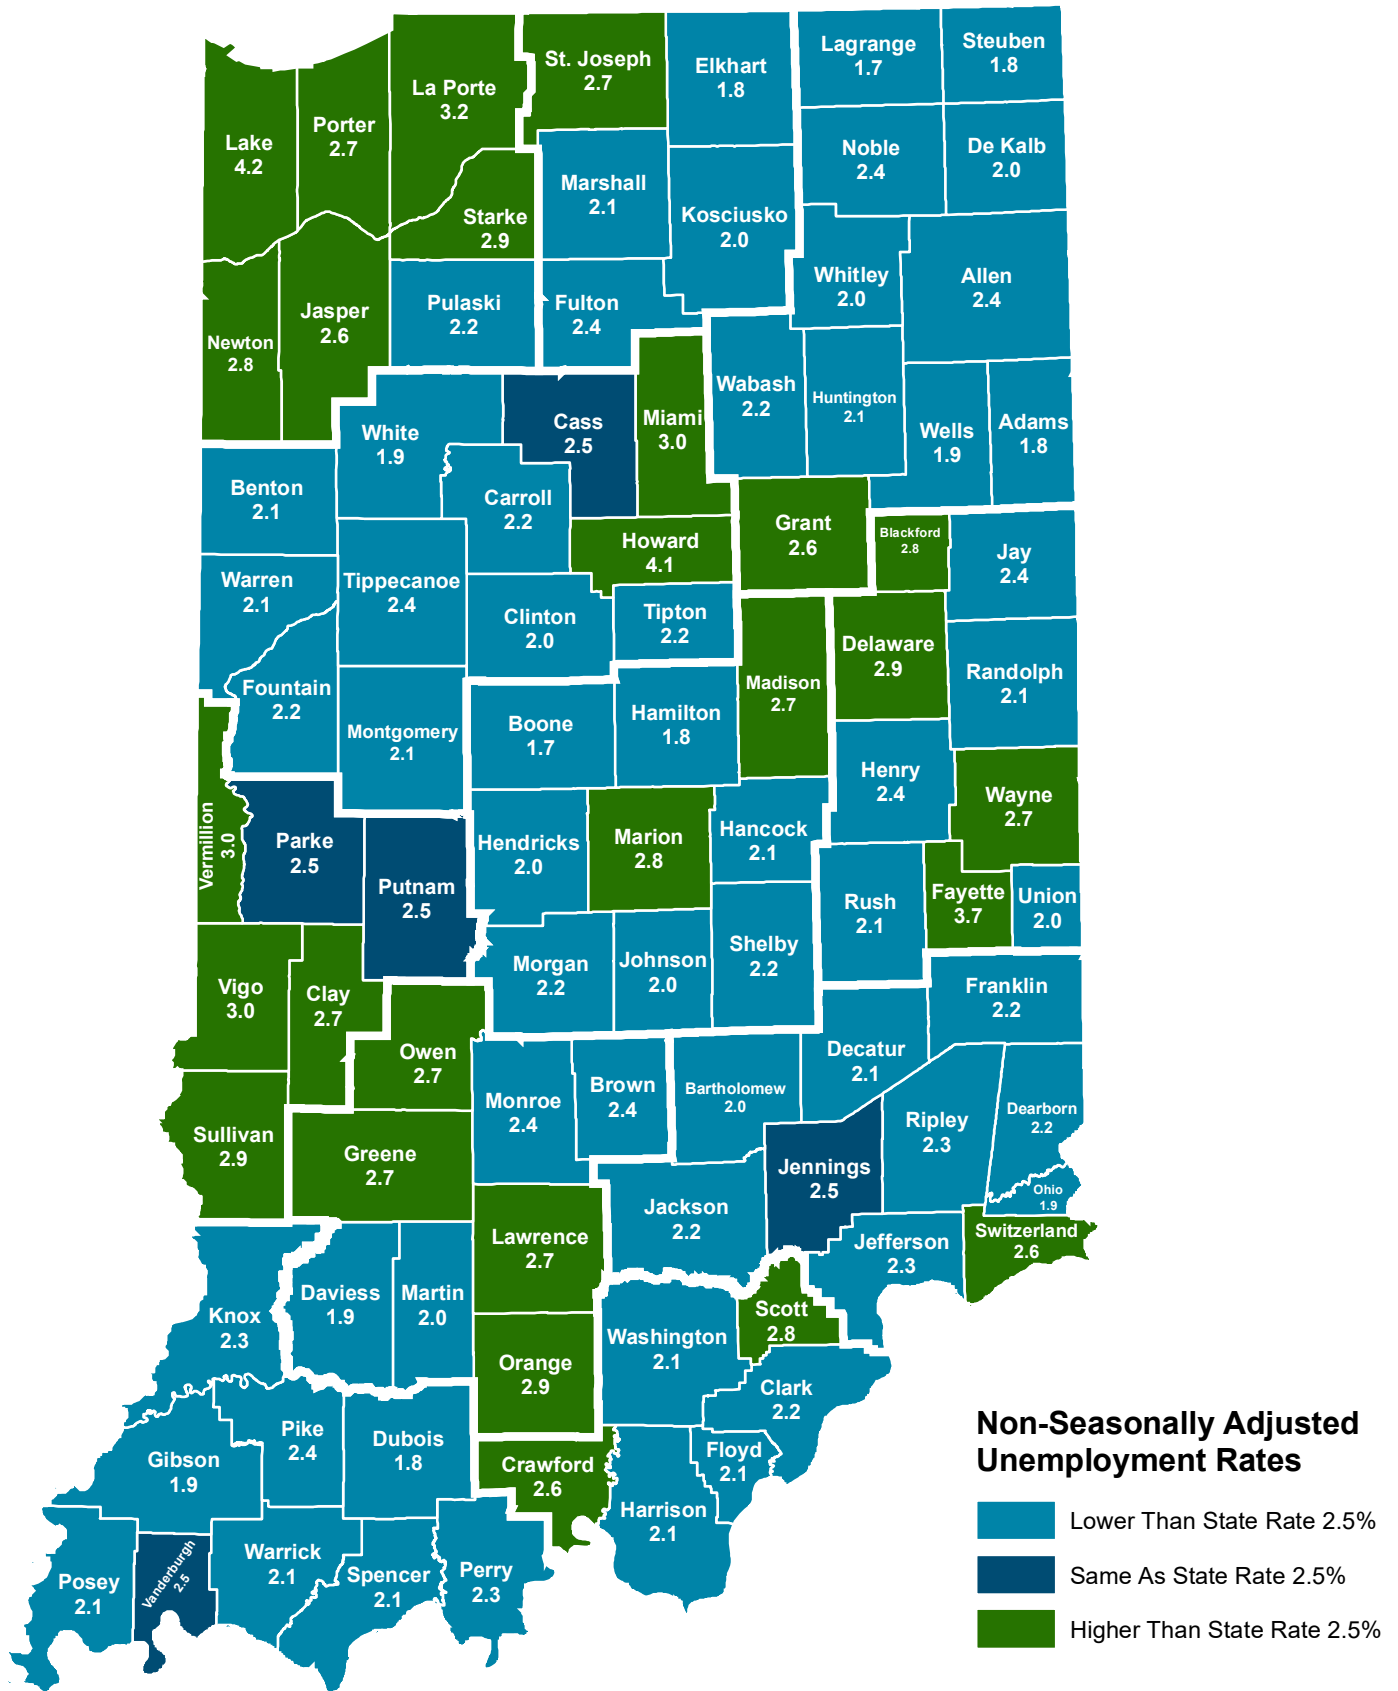 Lagrange
1.7
Steuben
1.8
St. Joseph
2.7
Elkhart
1.8
La Porte
3.2
Porter
2.7
Lake
4.2
Noble
2.4
De Kalb
2.0
Marshall
2.1
Kosciusko
2.0
Starke
2.9
Whitley
2.0
Allen
2.4
Pulaski
2.2
Fulton
2.4
Jasper
2.6
Newton
2.8
Wabash
2.2
Huntington
2.1
Wells
1.9
Adams
1.8
White
1.9
Cass
2.5
Miami
3.0
Benton
2.1
Carroll
2.2
Grant
2.6
Blackford
2.8
Jay
2.4
Howard
4.1
Warren
2.1
Tippecanoe
2.4
Clinton
2.0
Tipton
2.2
Delaware
2.9
Randolph
2.1
Madison
2.7
Fountain
2.2
Montgomery
2.1
Boone
1.7
Hamilton
1.8
Henry
2.4
Wayne
2.7
Vermillion
3.0
Parke
2.5
Putnam
2.5
Hendricks
2.0
Marion
2.8
Hancock
2.1
Rush
2.1
Fayette
3.7
Union
2.0
Shelby
2.2
Johnson
2.0
Morgan
2.2
Vigo
3.0
Clay
2.7
Owen
2.7
Franklin
2.2
Decatur
2.1
Monroe
2.4
Brown
2.4
Bartholomew
2.0
Ripley
2.3
Dearborn
2.2
Sullivan
2.9
Greene
2.7
Jennings
2.5
Ohio
1.9
Jackson
2.2
Lawrence
2.7
Jefferson
2.3
Switzerland
2.6
Knox
2.3
Daviess
1.9
Martin
2.0
Scott
2.8
Washington
2.1
Orange
2.9
Clark
2.2
Pike
2.4
Dubois
1.8
Gibson
1.9
Crawford
2.6
Floyd
2.1
Harrison
2.1
Posey
2.1
Vanderburgh
2.5
Warrick
2.1
Spencer
2.1
Perry
2.3
Non-Seasonally Adjusted
Unemployment Rates
Lower Than State Rate 2.5%
Same As State Rate 2.5%
Higher Than State Rate 2.5%